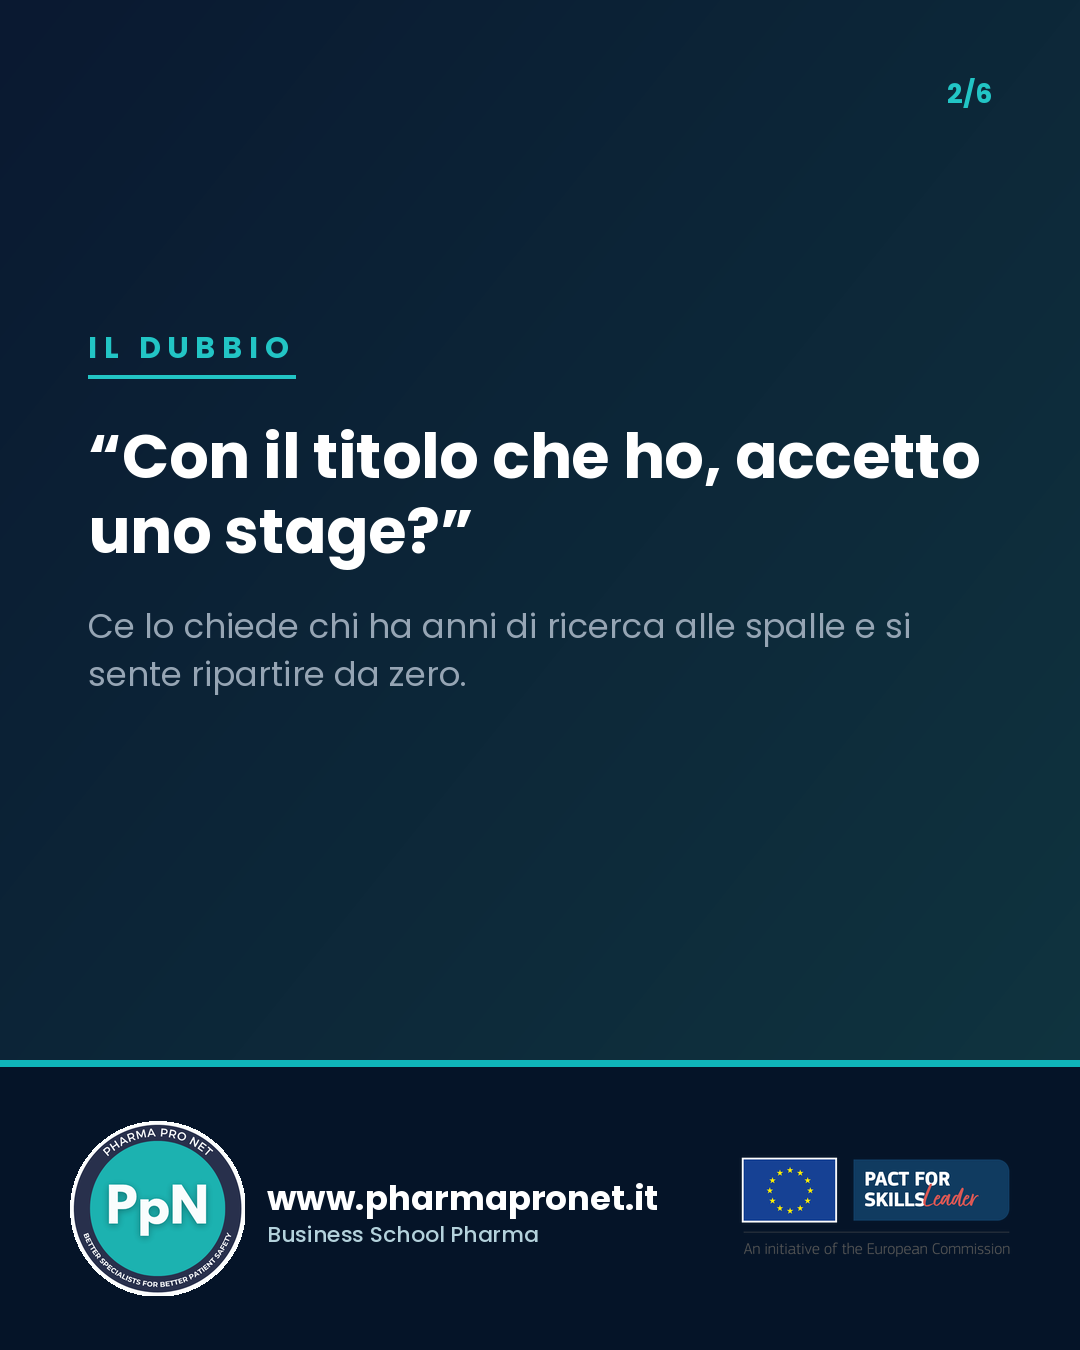 2/6
IL DUBBIO
“Con il titolo che ho, accetto
uno stage?”
Ce lo chiede chi ha anni di ricerca alle spalle e si
sente ripartire da zero.
PHARMA PRO NET
PpN
BETTER SPECIALISTS FOR BETTER PATIENT SAFETY
www.pharmapronet.it
Business School Pharma
PACT FOR
SKILLS Leader
An initiative of the European Commission